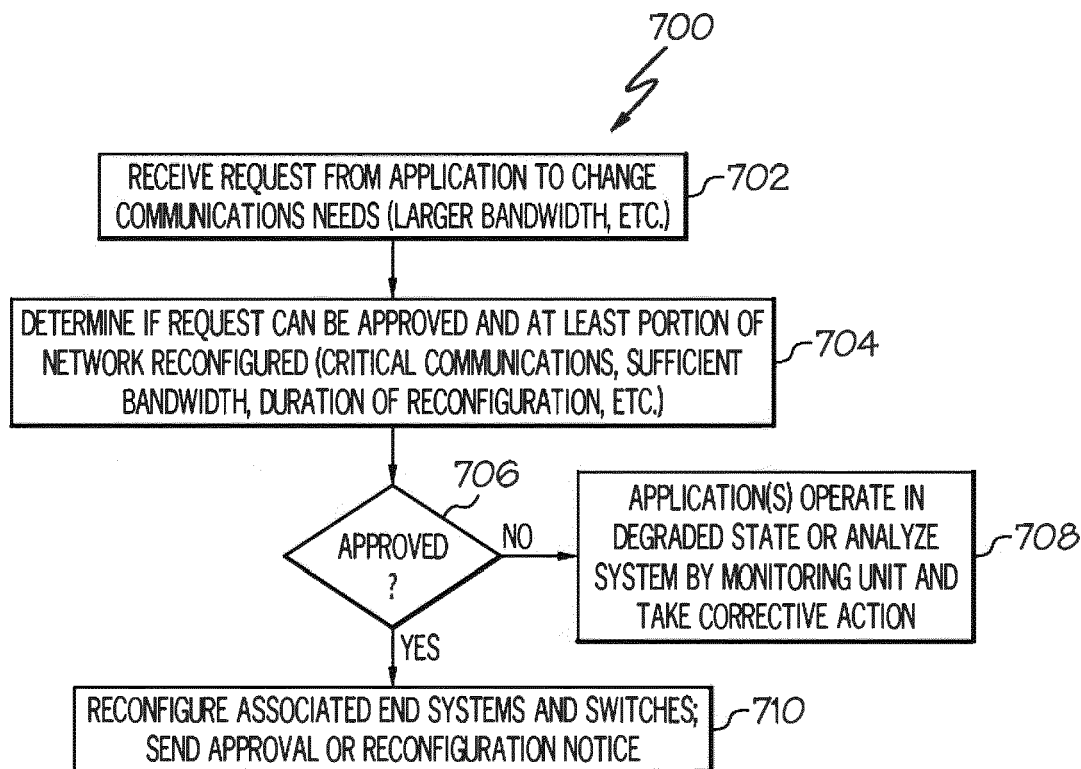 700
RECEIVE REQUEST FROM APPLICATION TO CHANGE
COMMUNICATIONS NEEDS (LARGER BANDWIDTH, ETC.)
702
DETERMINE IF REQUEST CAN BE APPROVED AND AT LEAST PORTION OF
NETWORK RECONFIGURED (CRITICAL COMMUNICATIONS, SUFFICIENT
BANDWIDTH, DURATION OF RECONFIGURATION, ETC.)
704
706
APPROVED
?
NO
YES
APPLICATION(S) OPERATE IN
DEGRADED STATE OR ANALYZE
SYSTEM BY MONITORING UNIT AND
TAKE CORRECTIVE ACTION
708
RECONFIGURE ASSOCIATED END SYSTEMS AND SWITCHES;
SEND APPROVAL OR RECONFIGURATION NOTICE
710